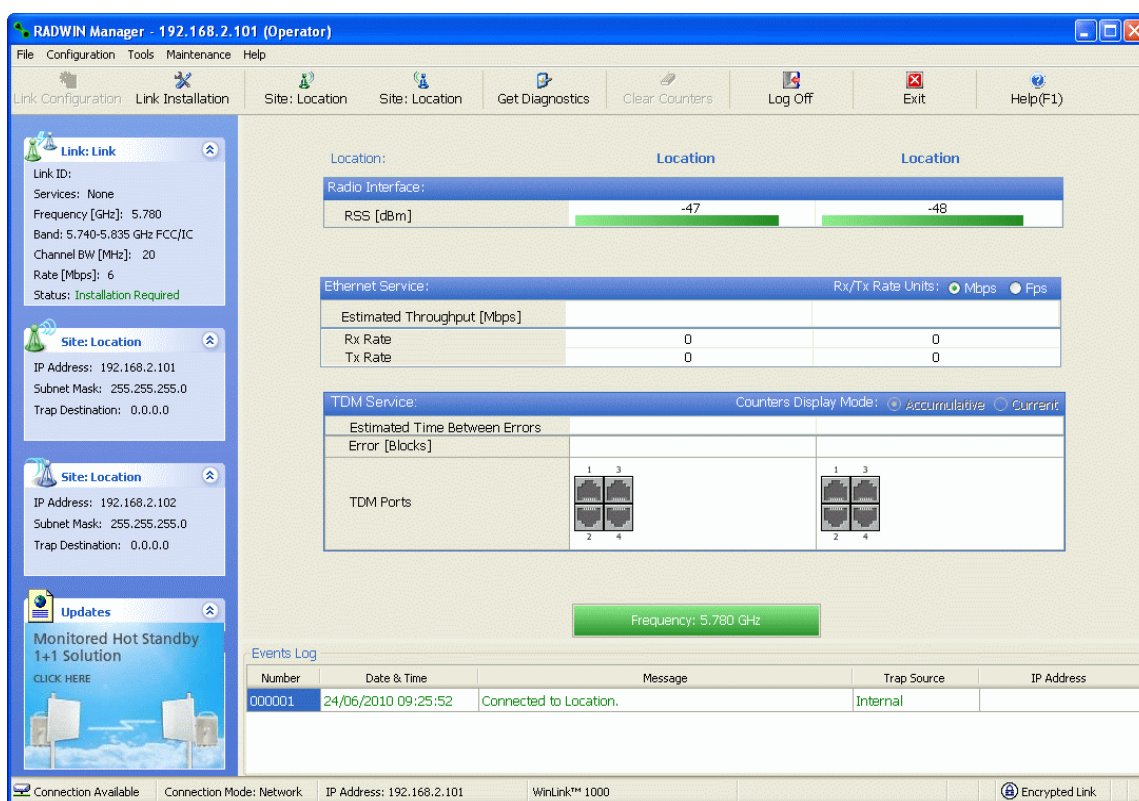 RADWIN Manager - 192.168.2.101 (Operator)
File Configuration Tools Maintenance Help
Link Configuration Link Installation Site: Location Site: Location Get Diagnostics Clear Counters Log Off Exit Help(F1)
Link: Link
Link ID:
Services: None
Frequency [GHz]: 5.780
Band: 5.740-5.835 GHz FCC/IC
Channel BW [MHz]: 20
Rate [Mbps]: 6
Status: Installation Required
Site: Location
IP Address: 192.168.2.101
Subnet Mask: 255.255.255.0
Trap Destination: 0.0.0.0
Site: Location
IP Address: 192.168.2.102
Subnet Mask: 255.255.255.0
Trap Destination: 0.0.0.0
Updates
Monitored Hot Standby
1+1 Solution
CLICK HERE
Location: Location Location
Radio Interface:
RSS [dBm] -47 -48
Ethernet Service: Rx/Tx Rate Units: Mbps Fps
Estimated Throughput [Mbps]
Rx Rate 0 0
Tx Rate 0 0
TDM Service: Counters Display Mode: Accumulative Current
Estimated Time Between Errors
Error [Blocks]
1 3 1 3
TDM Ports
2 4 2 4
Frequency: 5.780 GHz
Events Log
Number Date & Time Message Trap Source IP Address
000001 24/06/2010 09:25:52 Connected to Location. Internal
Connection Available Connection Mode: Network IP Address: 192.168.2.101 WinLink™ 1000 Encrypted Link